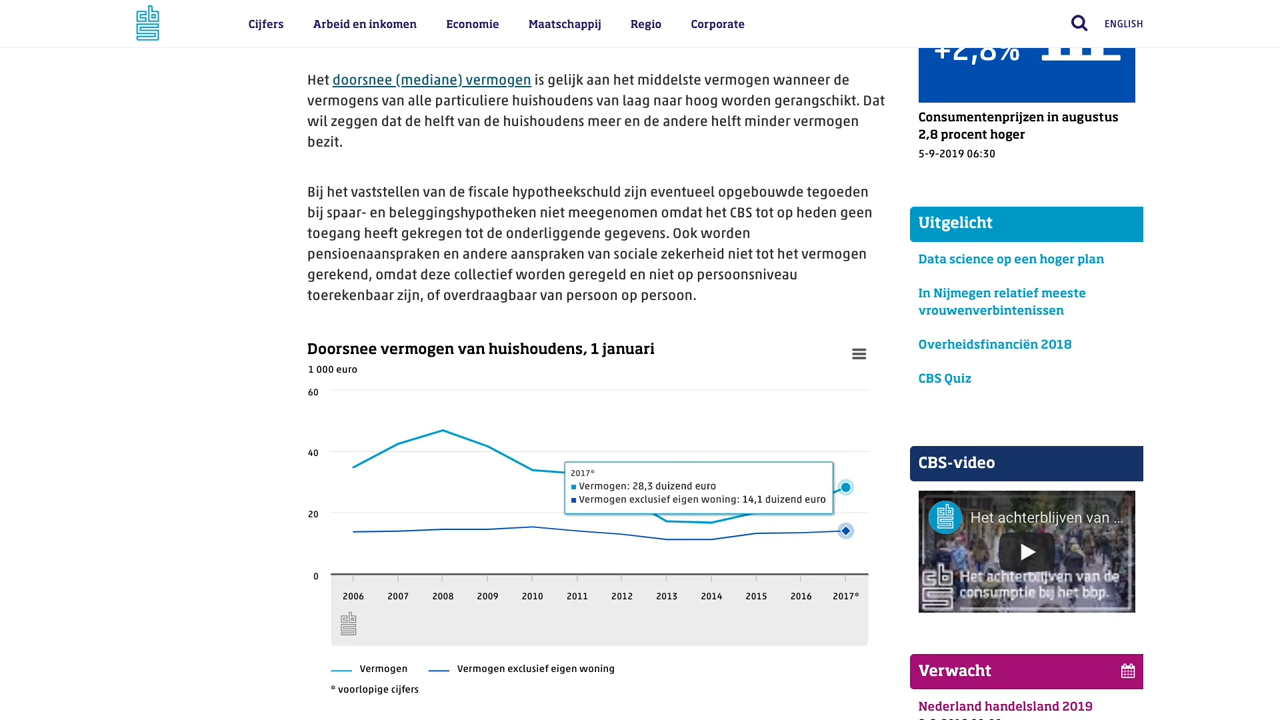 Cijfers Arbeid en inkomen Economie Maatschappij Regio Corporate ENGLISH
Het doorsnee (mediane) vermogen is gelijk aan het middelste vermogen wanneer de
vermogens van alle particuliere huishoudens van laag naar hoog worden gerangschikt. Dat
wil zeggen dat de helft van de huishoudens meer en de andere helft minder vermogen
bezit.
Bij het vaststellen van de fiscale hypotheekschuld zijn eventueel opgebouwde tegoeden
bij spaar- en beleggingshypotheken niet meegenomen omdat het CBS tot op heden geen
toegang heeft gekregen tot de onderliggende gegevens. Ook worden
pensioenaanspraken en andere aanspraken van sociale zekerheid niet tot het vermogen
gerekend, omdat deze collectief worden geregeld en niet op persoonsniveau
toerekenbaar zijn, of overdraagbaar van persoon op persoon.
Doorsnee vermogen van huishoudens, 1 januari
1 000 euro
60
40
20
0
2017*
Vermogen: 28,3 duizend euro
Vermogen exclusief eigen woning: 14,1 duizend euro
2006 2007 2008 2009 2010 2011 2012 2013 2014 2015 2016 2017*
Vermogen Vermogen exclusief eigen woning
* voorlopige cijfers
+2,8%
Consumentenprijzen in augustus
2,8 procent hoger
5-9-2019 06:30
Uitgelicht
Data science op een hoger plan
In Nijmegen relatief meeste
vrouwenverbintenissen
Overheidsfinanciën 2018
CBS Quiz
CBS-video
Het achterblijven van ...
Het achterblijven van de
consumptie bij het bbp.
Verwacht
Nederland handelsland 2019